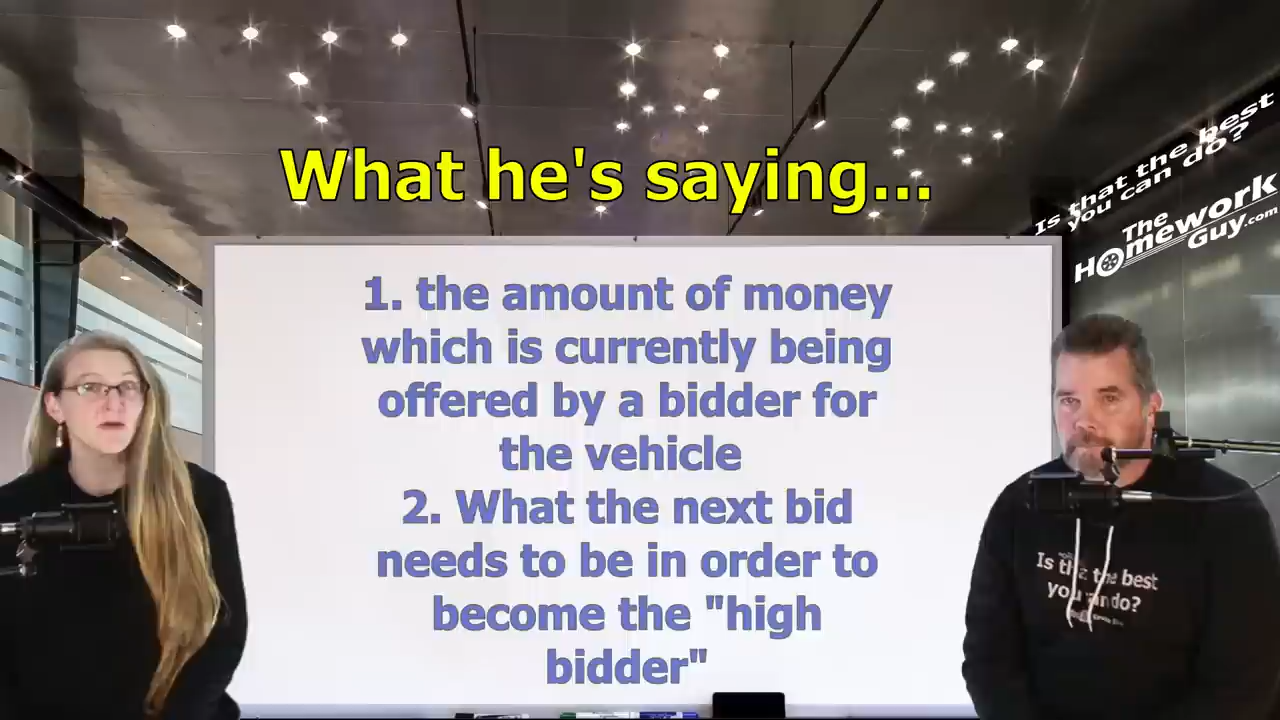 Is that the best
you can do?
The
Homework
Guy.com
What he's saying...
1. the amount of money
which is currently being
offered by a bidder for
the vehicle
2. What the next bid
needs to be in order to
become the "high
bidder"
Is the best
you do?